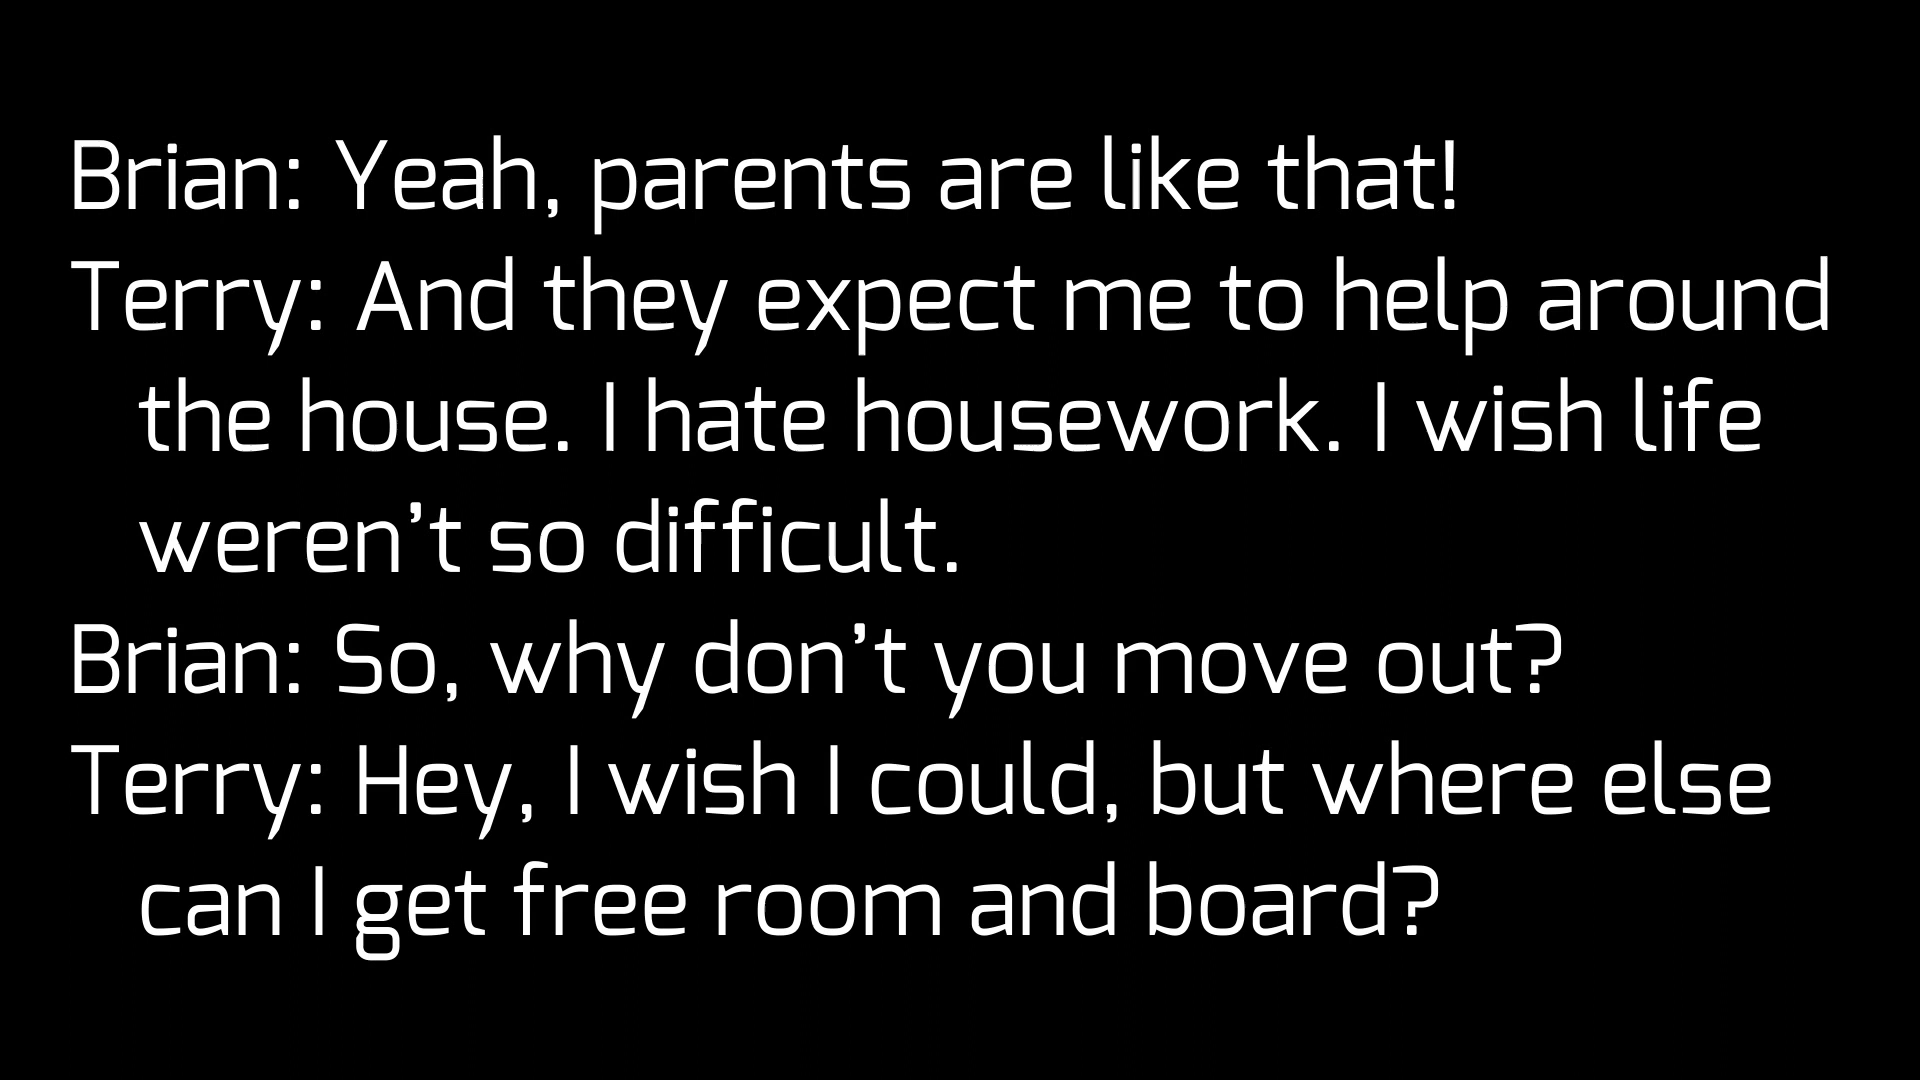 Brian: Yeah, parents are like that!
Terry: And they expect me to help around
the house. I hate housework. I wish life
weren’t so difficult.
Brian: So, why don’t you move out?
Terry: Hey, I wish I could, but where else
can I get free room and board?